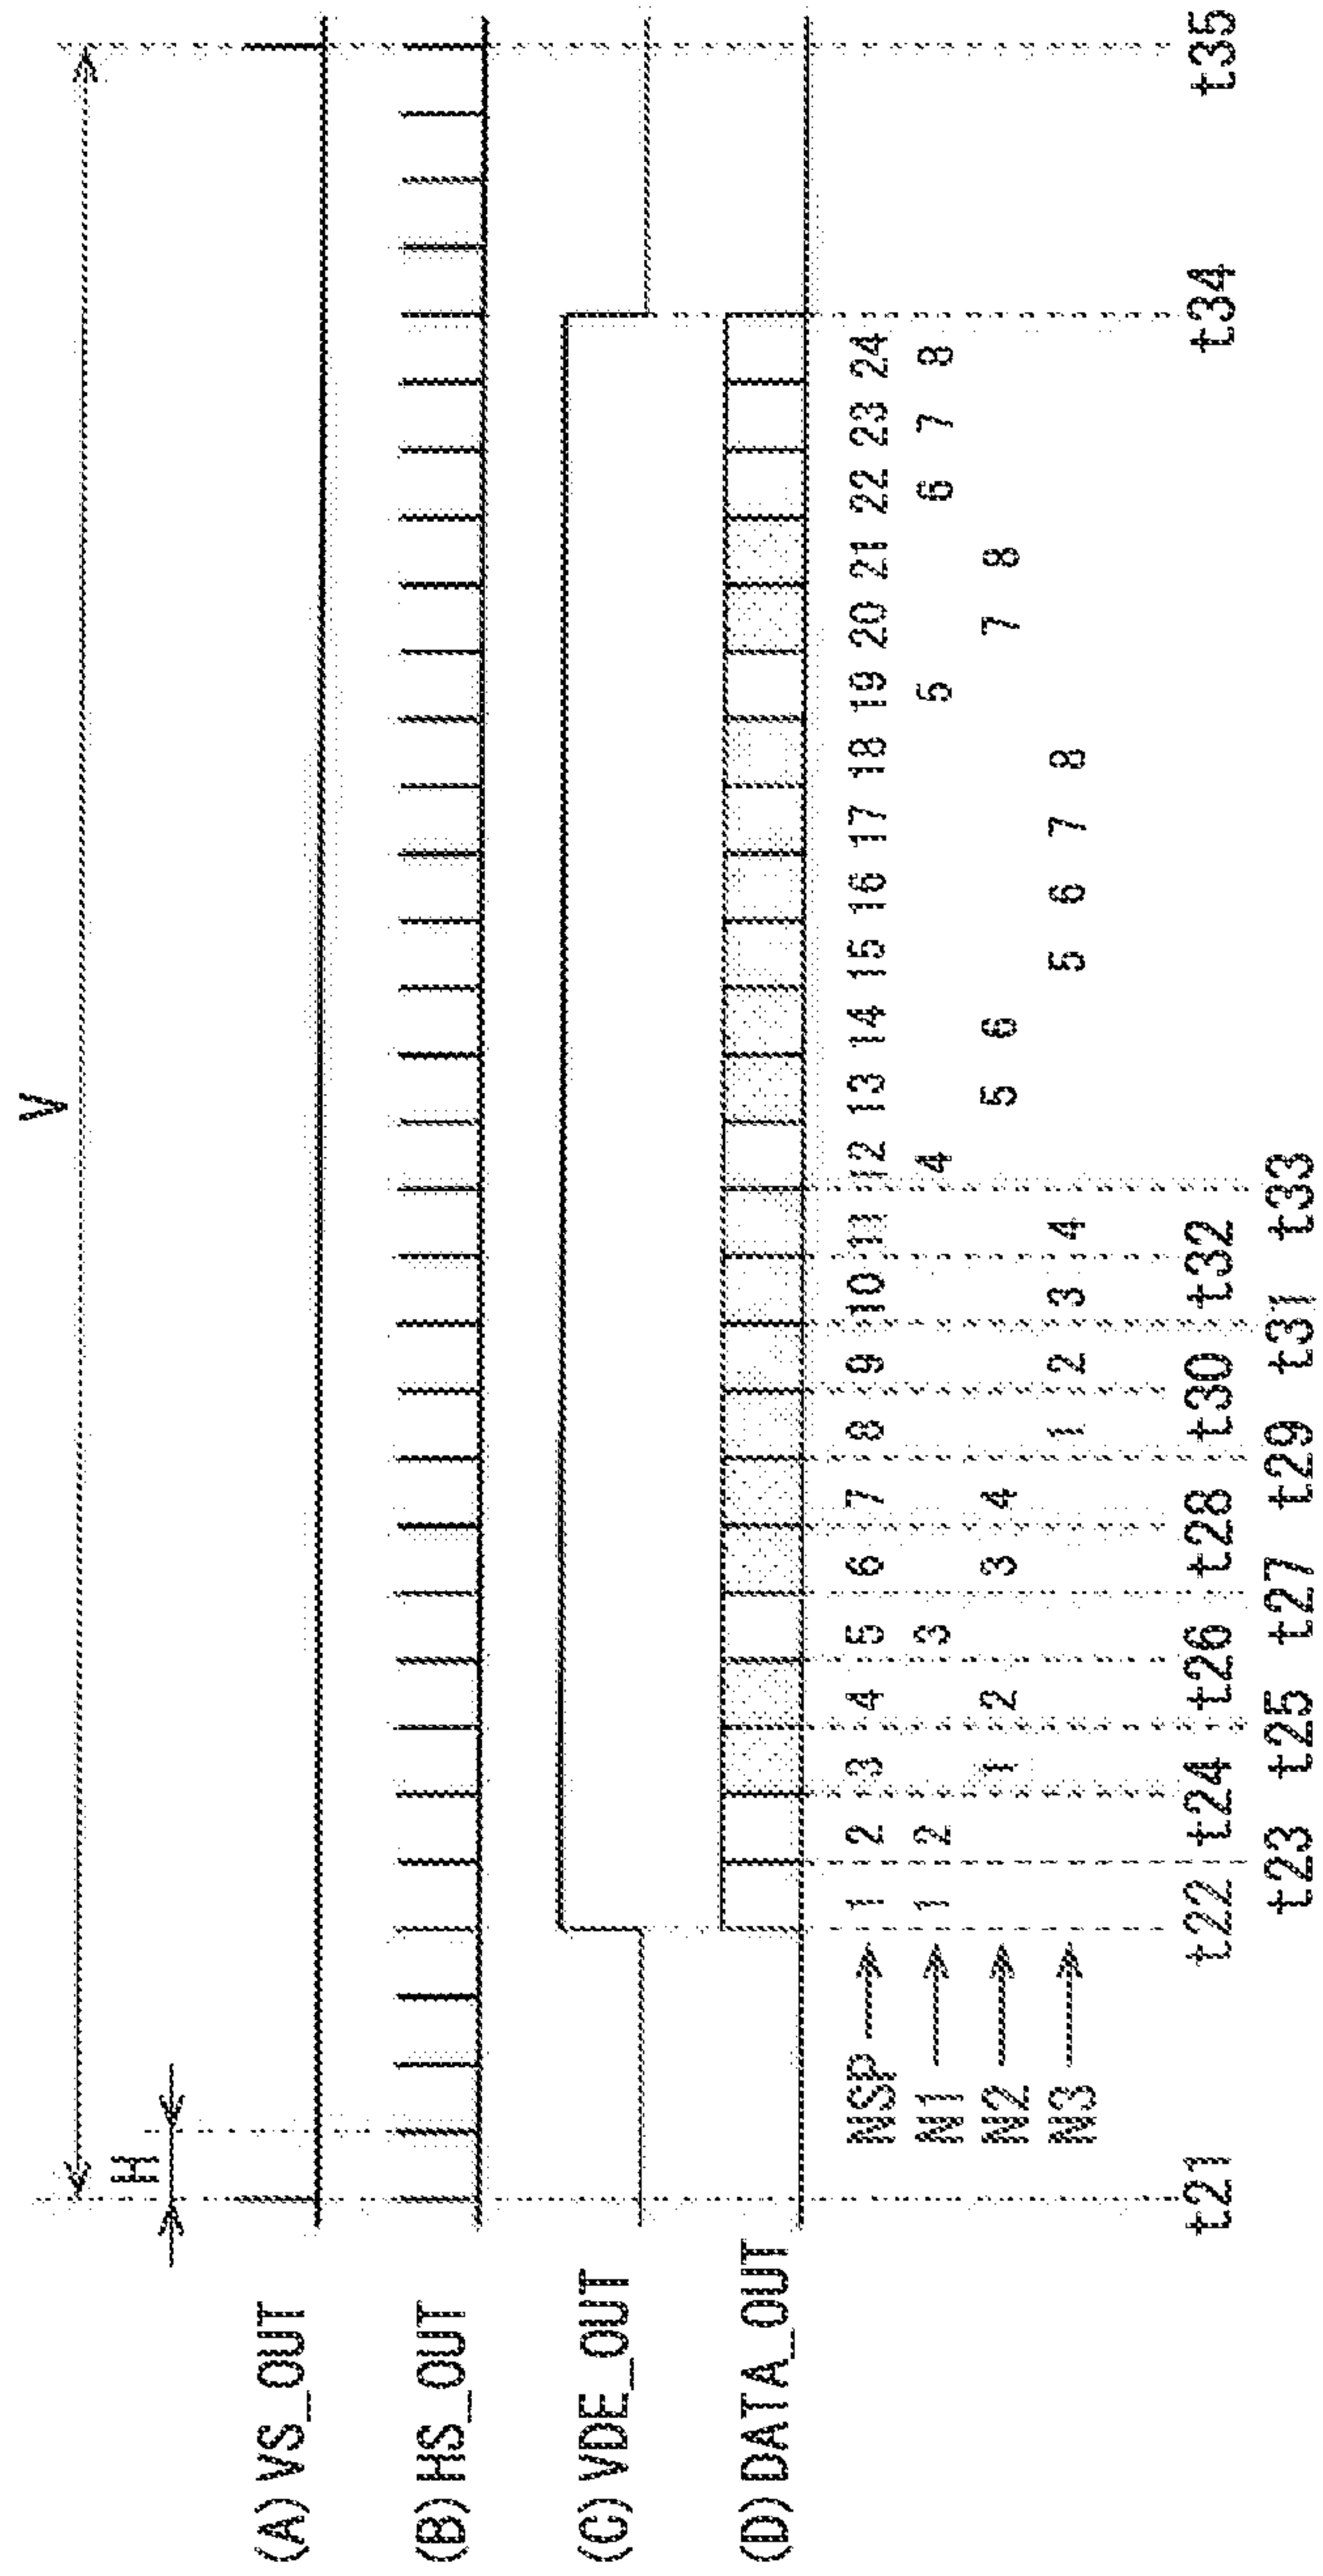 V
H
(A) VS_OUT
(B) HS_OUT
(C) VDE_OUT
(D) DATA_OUT
NSP 1 2 3 4 5 6 7 8 9 10 11 12 13 14 15 16 17 18 19 20 21 22 23 24
N1 1 2 3 4 5 6 7 8
N2 1 2 3 4 5 6 7 8
N3 1 2 3 4 5 6 7 8
t21 t22 t24 t26 t28 t30 t32 t34 t35
t23 t25 t27 t29 t31 t33